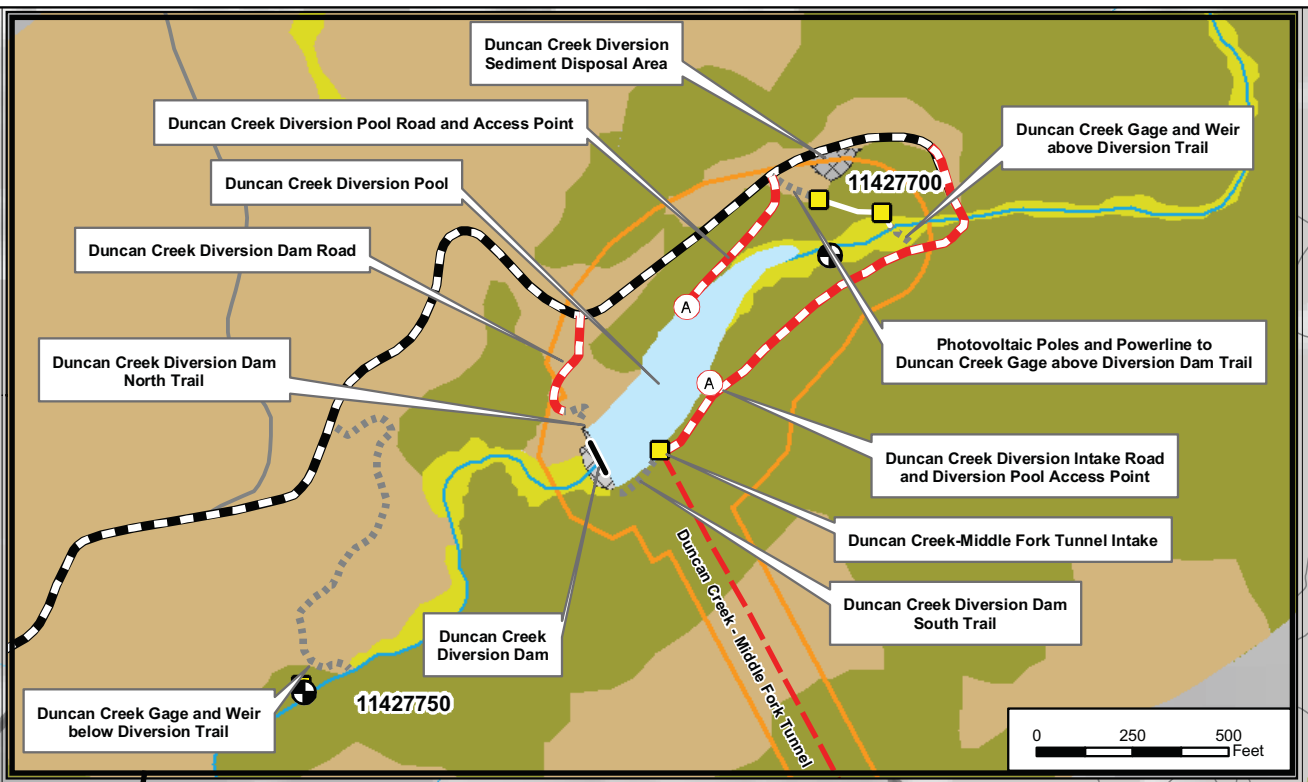 Duncan Creek Diversion
Sediment Disposal Area
Duncan Creek Diversion Pool Road and Access Point
Duncan Creek Gage and Weir
above Diversion Trail
Duncan Creek Diversion Pool
11427700
Duncan Creek Diversion Dam Road
A
Photovoltaic Poles and Powerline to
Duncan Creek Gage above Diversion Dam Trail
Duncan Creek Diversion Dam
North Trail
A
Duncan Creek Diversion Intake Road
and Diversion Pool Access Point
Duncan Creek-Middle Fork Tunnel Intake
Duncan Creek - Middle Fork Tunnel
Duncan Creek Diversion Dam
South Trail
Duncan Creek
Diversion Dam
11427750
Duncan Creek Gage and Weir
below Diversion Trail
0 250 500
Feet